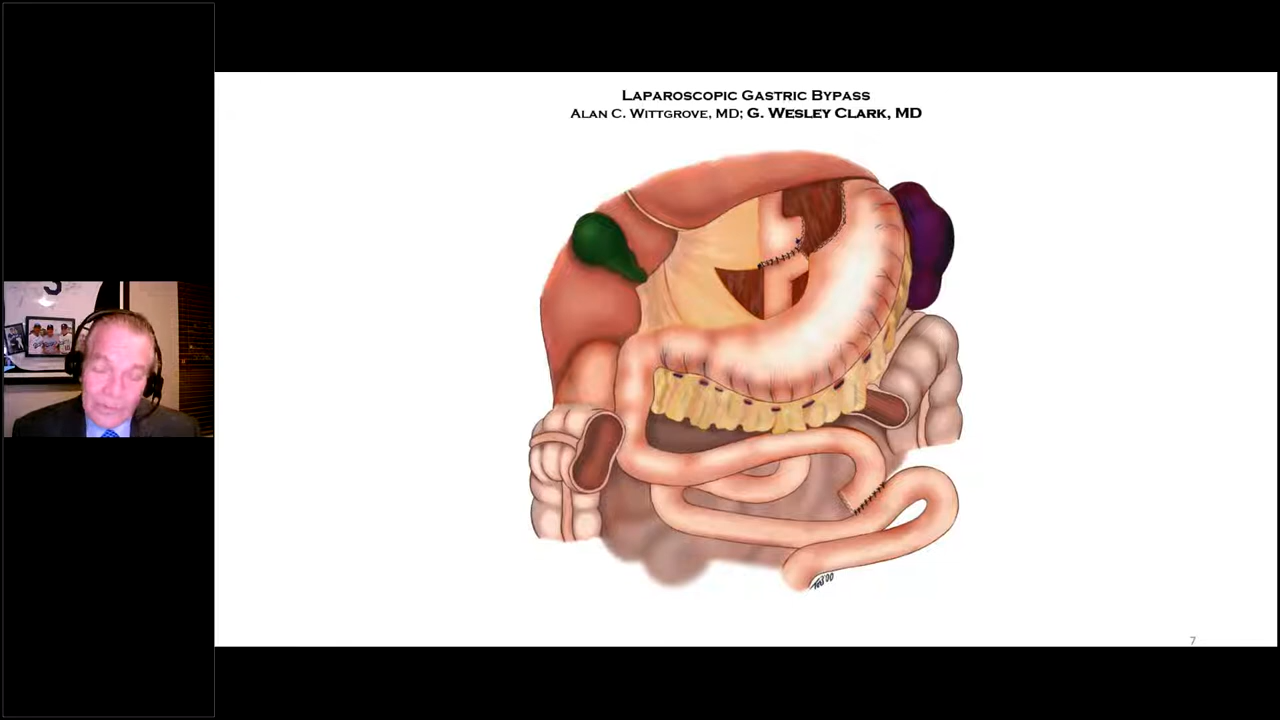 LAPAROSCOPIC GASTRIC BYPASS
ALAN C. WITTGROVE, MD; G. WESLEY CLARK, MD
7